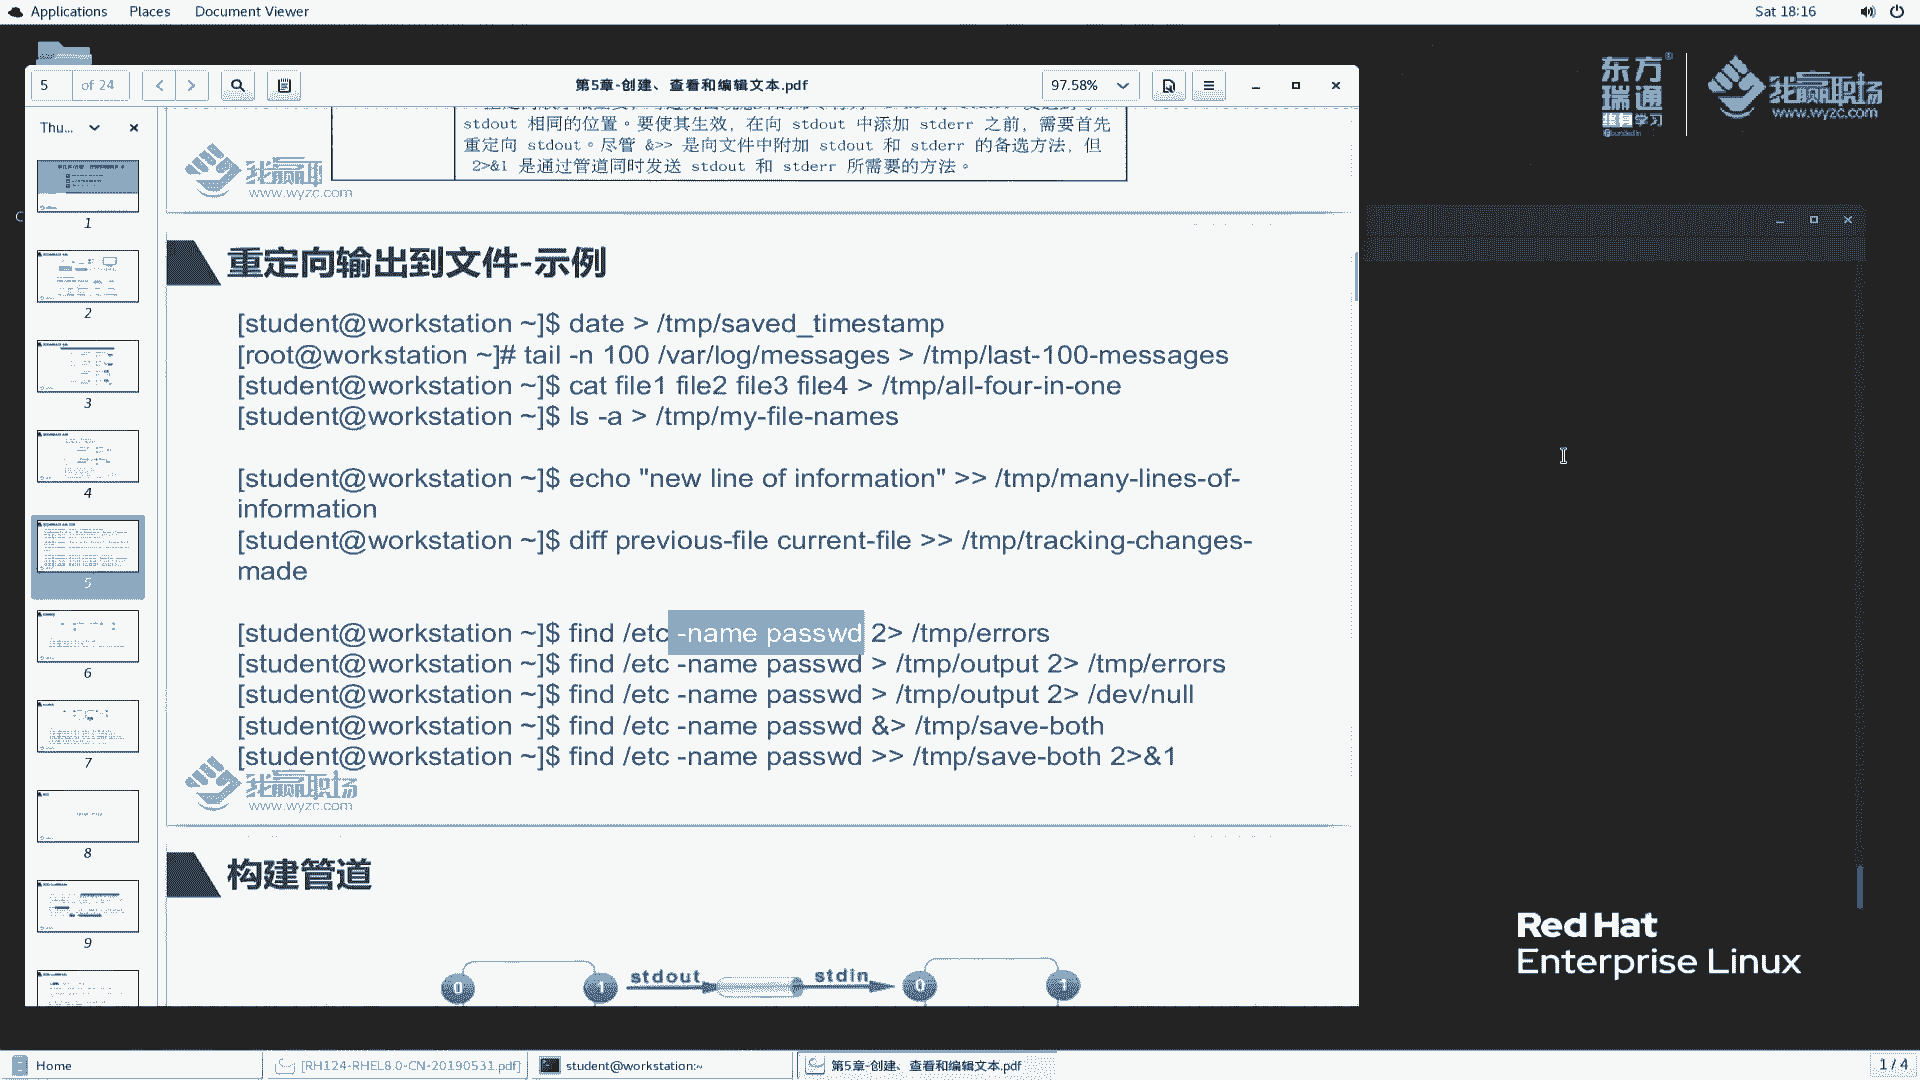 Applications Places Document Viewer Sat 18:16
5 of 24 第5章-创建、查看和编辑文本.pdf 97.58%
Thu...
stdout 相同的位置。要使其生效，在向 stdout 中添加 stderr 之前，需要首先
重定向 stdout。尽管 &>> 是向文件中附加 stdout 和 stderr 的备选方法，但
2>&1 是通过管道同时发送 stdout 和 stderr 所需要的方法。
我赢职场
www.wyzc.com
重定向输出到文件-示例
[student@workstation ~]$ date > /tmp/saved_timestamp
[root@workstation ~]# tail -n 100 /var/log/messages > /tmp/last-100-messages
[student@workstation ~]$ cat file1 file2 file3 file4 > /tmp/all-four-in-one
[student@workstation ~]$ ls -a > /tmp/my-file-names
[student@workstation ~]$ echo "new line of information" >> /tmp/many-lines-of-
information
[student@workstation ~]$ diff previous-file current-file >> /tmp/tracking-changes-
made
[student@workstation ~]$ find /etc -name passwd 2> /tmp/errors
[student@workstation ~]$ find /etc -name passwd > /tmp/output 2> /tmp/errors
[student@workstation ~]$ find /etc -name passwd > /tmp/output 2> /dev/null
[student@workstation ~]$ find /etc -name passwd &> /tmp/save-both
[student@workstation ~]$ find /etc -name passwd >> /tmp/save-both 2>&1
我赢职场
www.wyzc.com
构建管道
0 1 stdout stdin 0 1
1
2
3
4
5
6
7
8
9
东方
瑞通
终身学习
我赢职场
www.wyzc.com
Red Hat
Enterprise Linux
Home [RH124-RHEL8.0-CN-20190531.pdf] student@workstation:~ 第5章-创建、查看和编辑文本.pdf 1 / 4